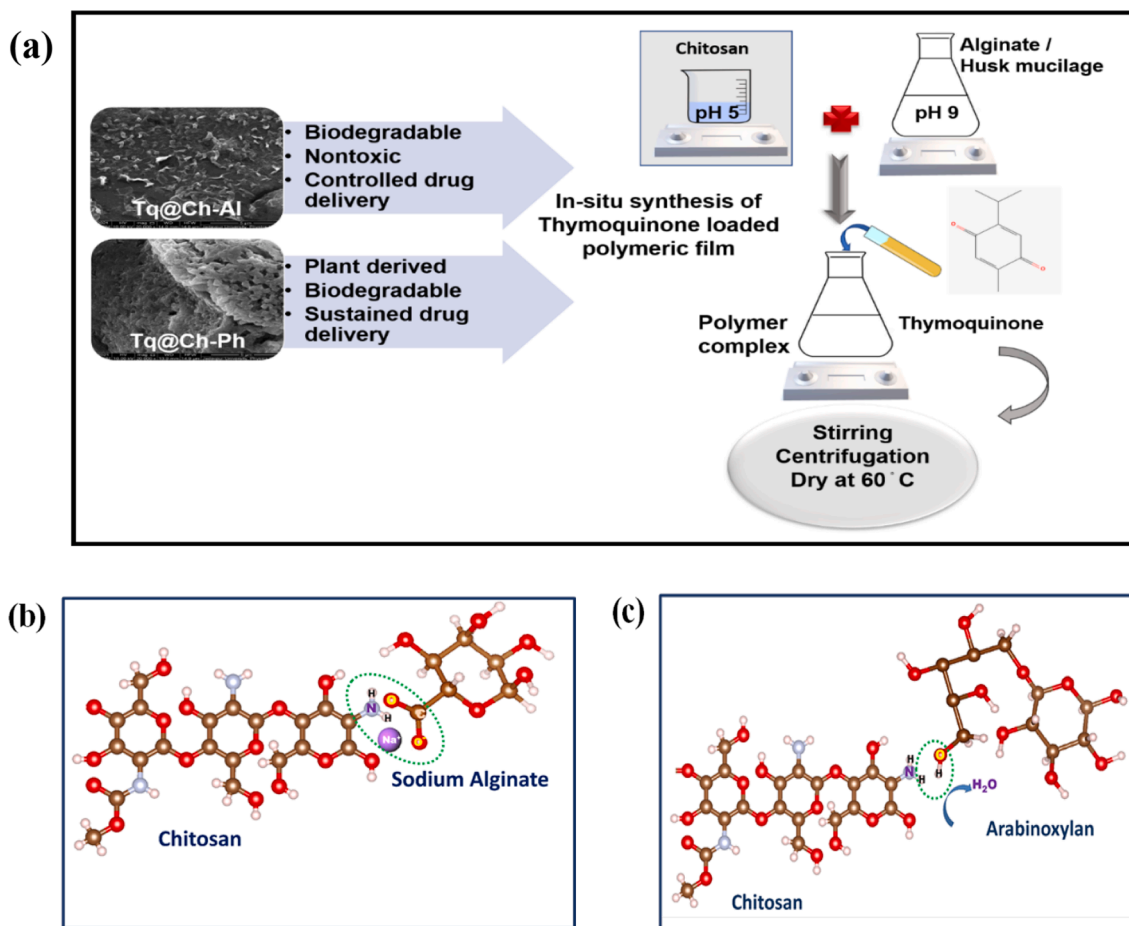 (a)
Tq@Ch-Al
• Biodegradable
• Nontoxic
• Controlled drug
delivery
Tq@Ch-Ph
• Plant derived
• Biodegradable
• Sustained drug
delivery
In-situ synthesis of
Thymoquinone loaded
polymeric film
Chitosan
pH 5
Alginate /
Husk mucilage
pH 9
Polymer
complex
Thymoquinone
Stirring
Centrifugation
Dry at 60 ° C
(b)
H
N
H
Na⁺
Sodium Alginate
Chitosan
(c)
H
N
H
H
H₂O
Arabinoxylan
Chitosan